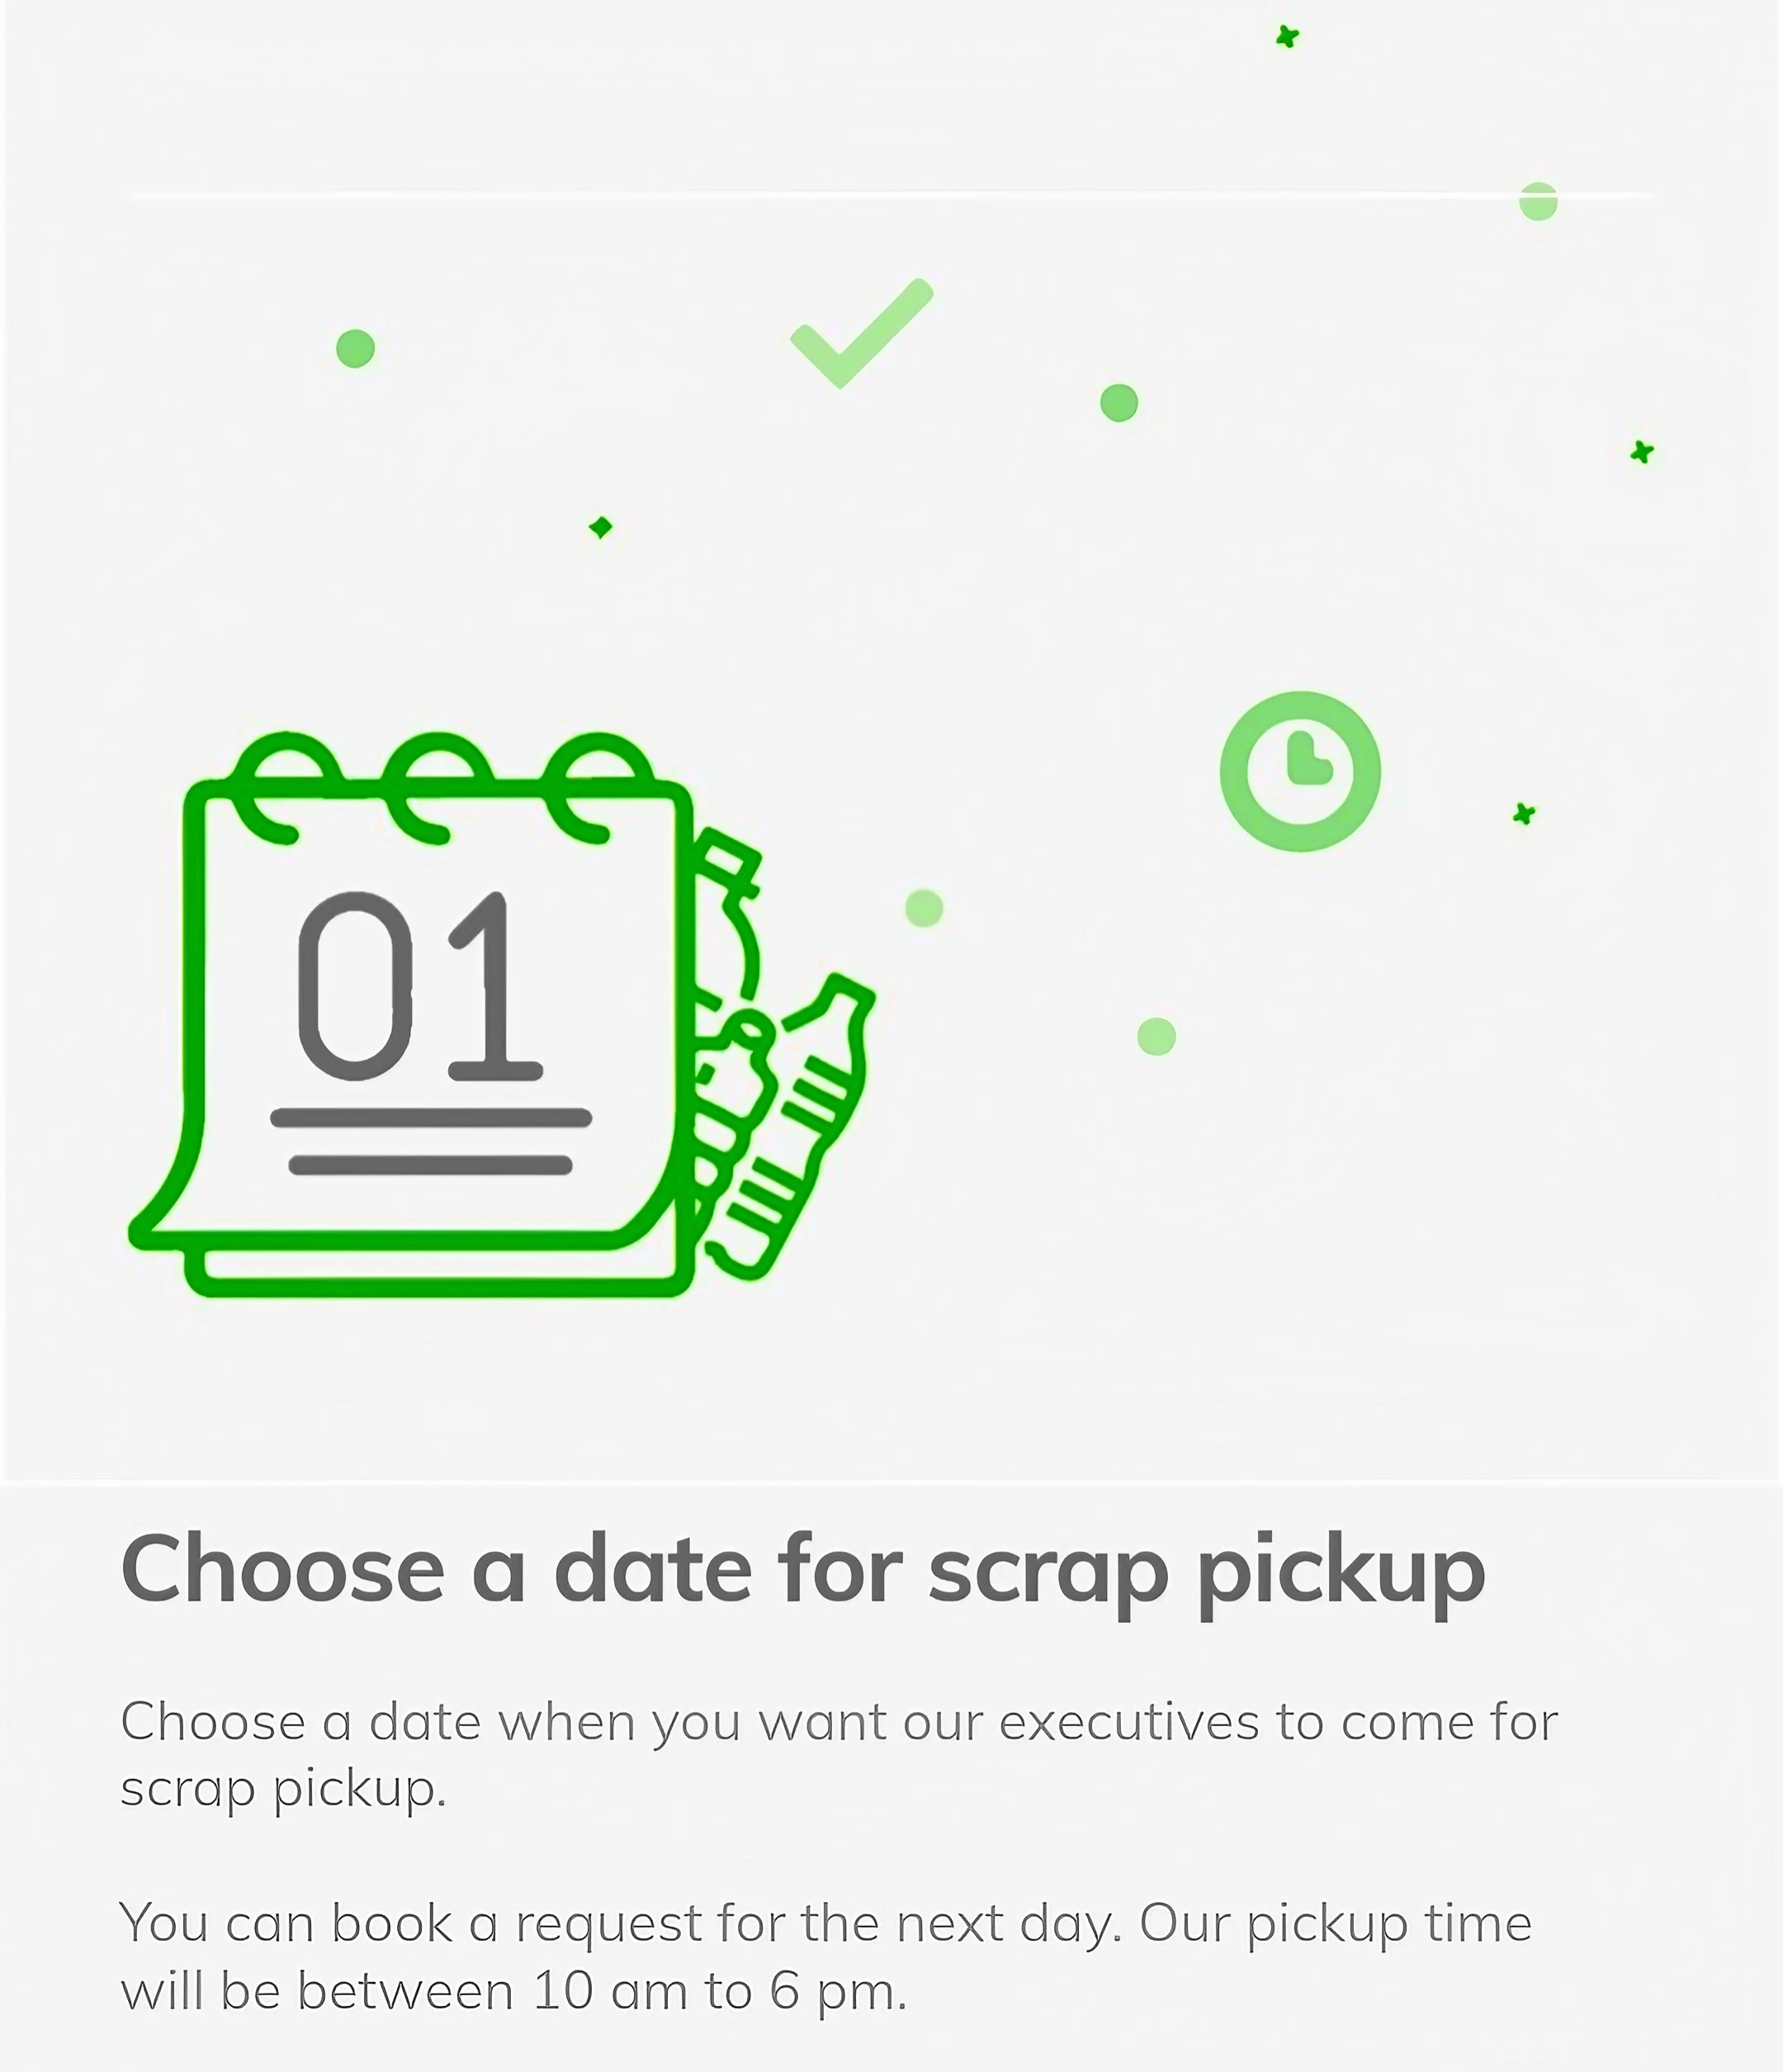 01
Choose a date for scrap pickup
Choose a date when you want our executives to come for
scrap pickup.
You can book a request for the next day. Our pickup time
will be between 10 am to 6 pm.